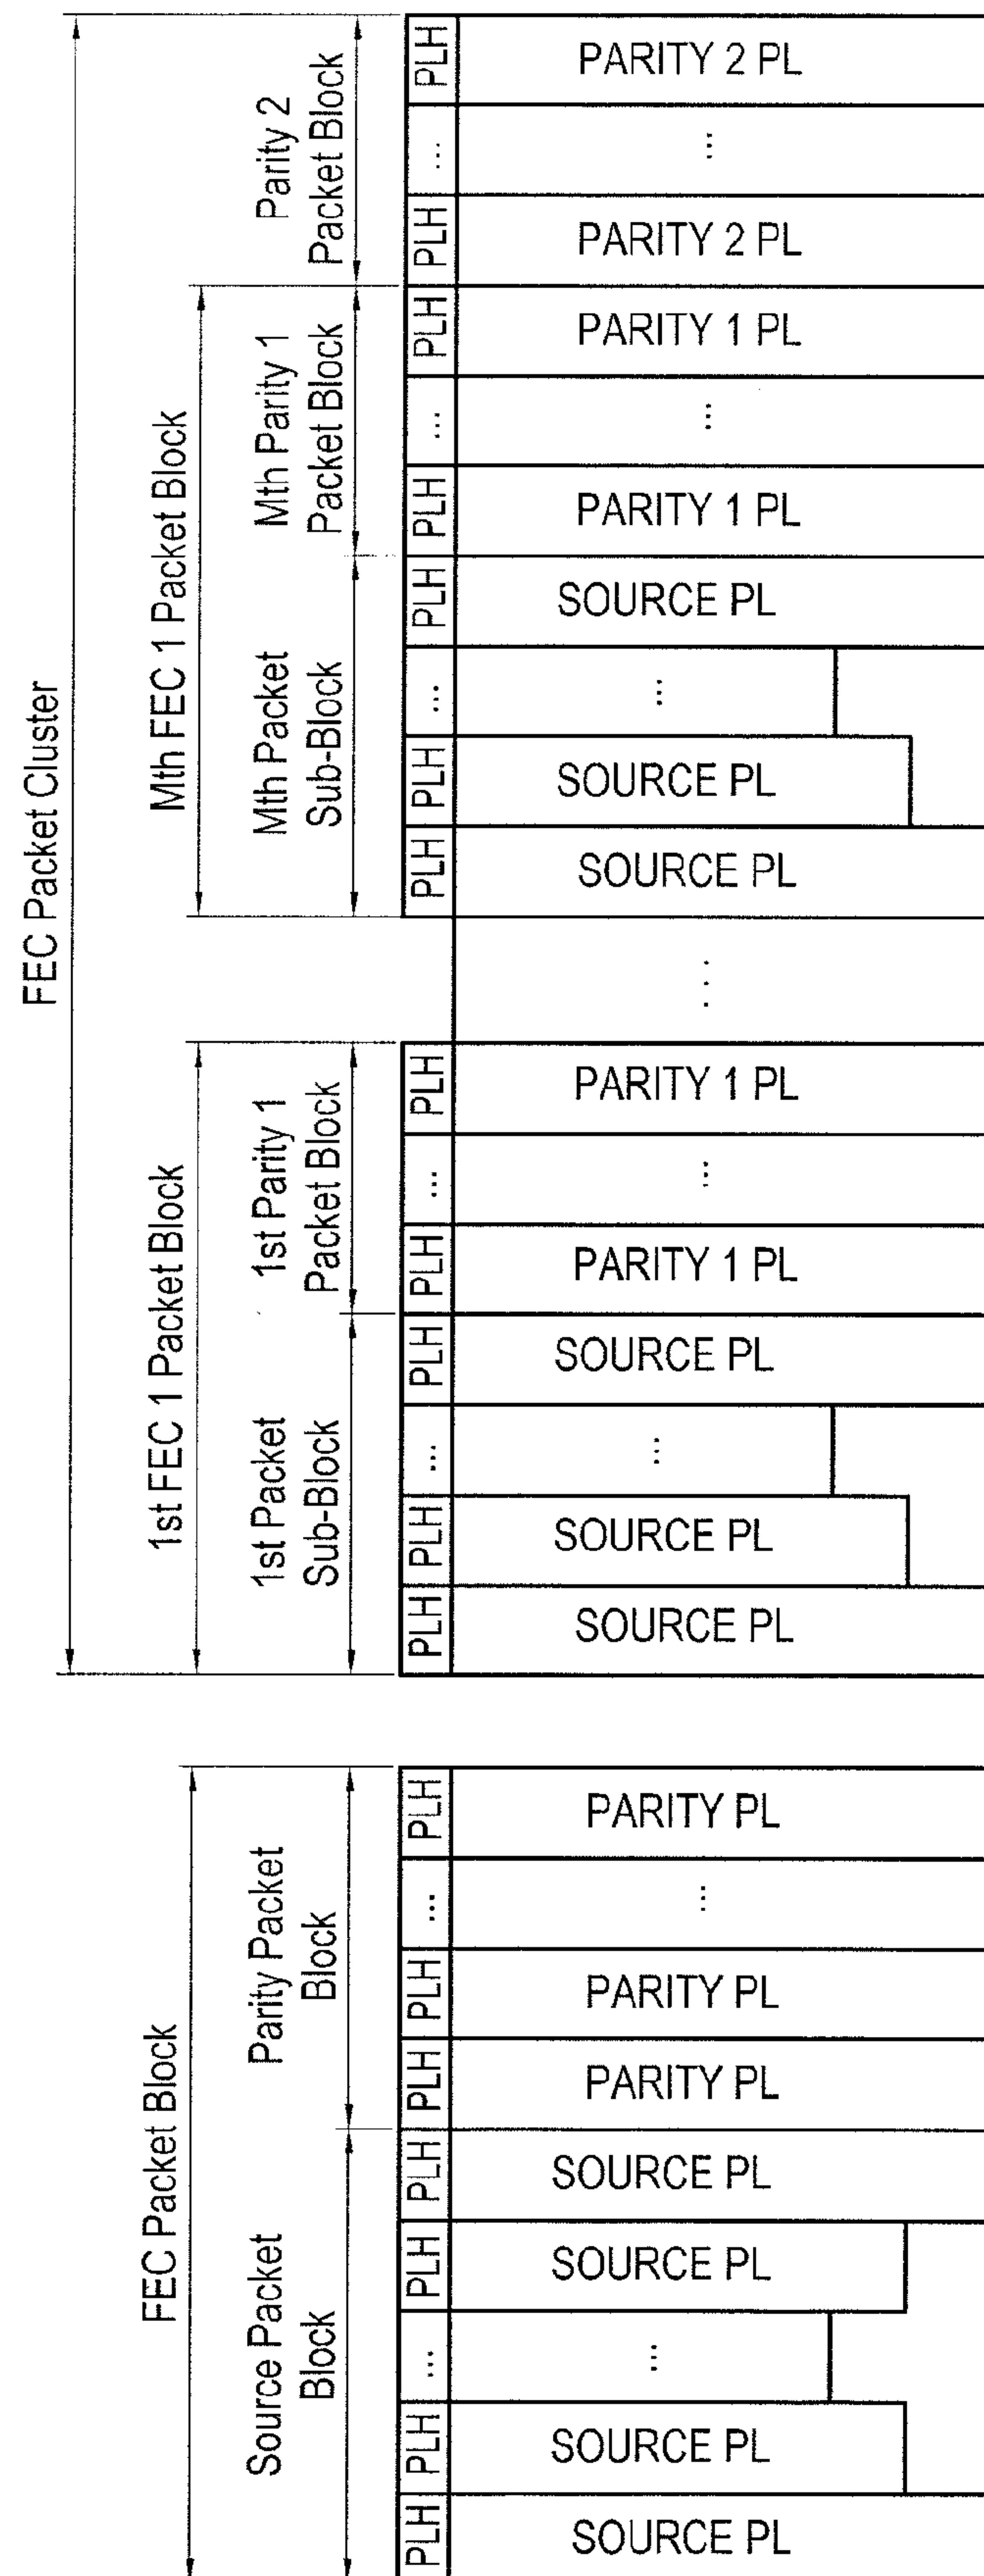 FEC Packet Cluster
Parity 2
Packet Block
PLH PARITY 2 PL
... ...
PLH PARITY 2 PL
Mth FEC 1 Packet Block
Mth Parity 1
Packet Block
PLH PARITY 1 PL
... ...
PLH PARITY 1 PL
Mth Packet
Sub-Block
PLH SOURCE PL
... ...
PLH SOURCE PL
PLH SOURCE PL
...
1st FEC 1 Packet Block
1st Parity 1
Packet Block
PLH PARITY 1 PL
... ...
PLH PARITY 1 PL
1st Packet
Sub-Block
PLH SOURCE PL
... ...
PLH SOURCE PL
PLH SOURCE PL
FEC Packet Block
Parity Packet
Block
PLH PARITY PL
... ...
PLH PARITY PL
PLH PARITY PL
Source Packet
Block
PLH SOURCE PL
PLH SOURCE PL
... ...
PLH SOURCE PL
PLH SOURCE PL